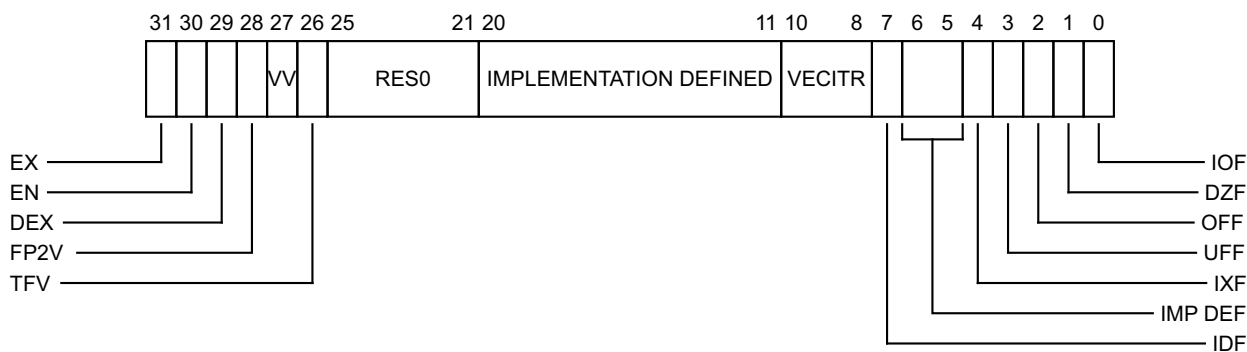 31 30 29 28 27 26 25 21 20 11 10 8 7 6 5 4 3 2 1 0
VV RES0 IMPLEMENTATION DEFINED VECITR
EX IOF
EN DZF
DEX OFF
FP2V UFF
TFV IXF
IMP DEF
IDF